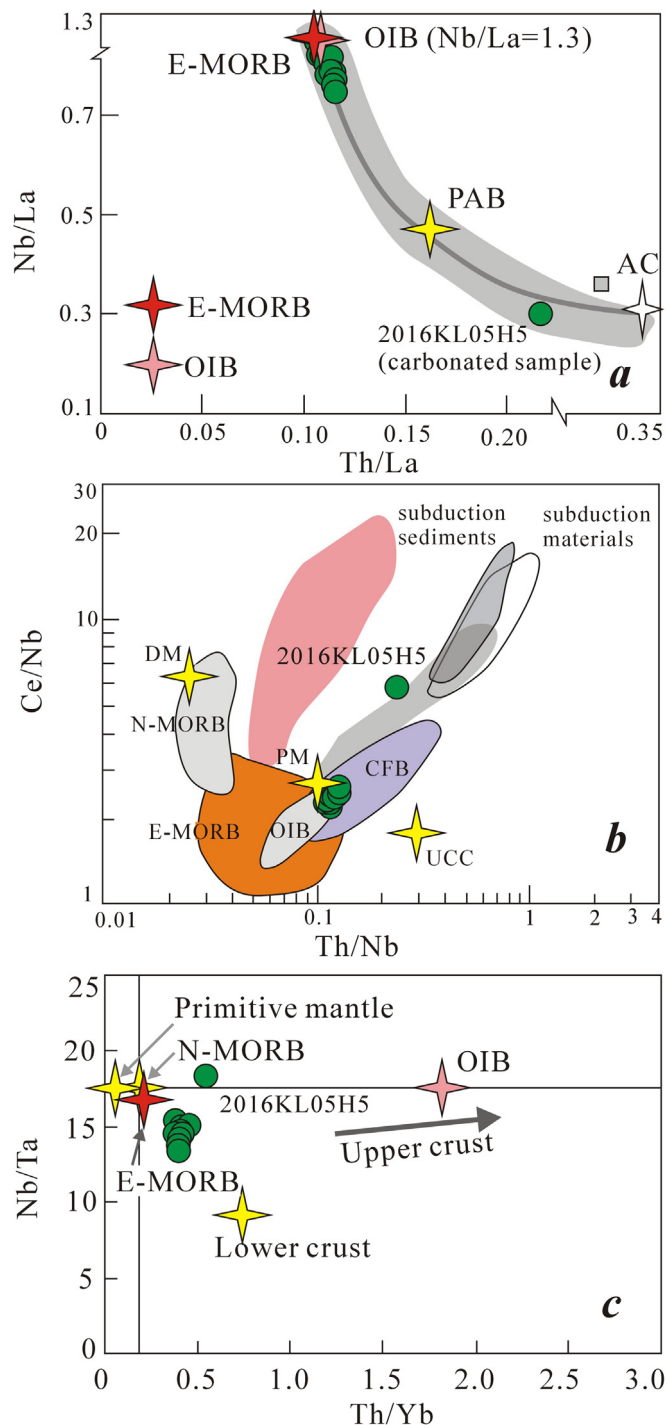 1.3
OIB (Nb/La=1.3)
E-MORB
0.7
Nb/La
PAB
0.5
AC
0.3
E-MORB
2016KL05H5
(carbonated sample)
OIB
a
0.1
0
0.05
0.10
0.15
0.20
0.35
Th/La
30
subduction
sediments
subduction
materials
20
10
DM
2016KL05H5
Ce/Nb
N-MORB
PM
CFB
E-MORB
OIB
UCC
b
1
0.01
0.1
1
2
3
4
Th/Nb
25
Primitive mantle
20
N-MORB
OIB
2016KL05H5
15
Upper crust
Nb/Ta
E-MORB
10
Lower crust
5
c
0
0.0
0.5
1.0
1.5
2.0
2.5
3.0
Th/Yb